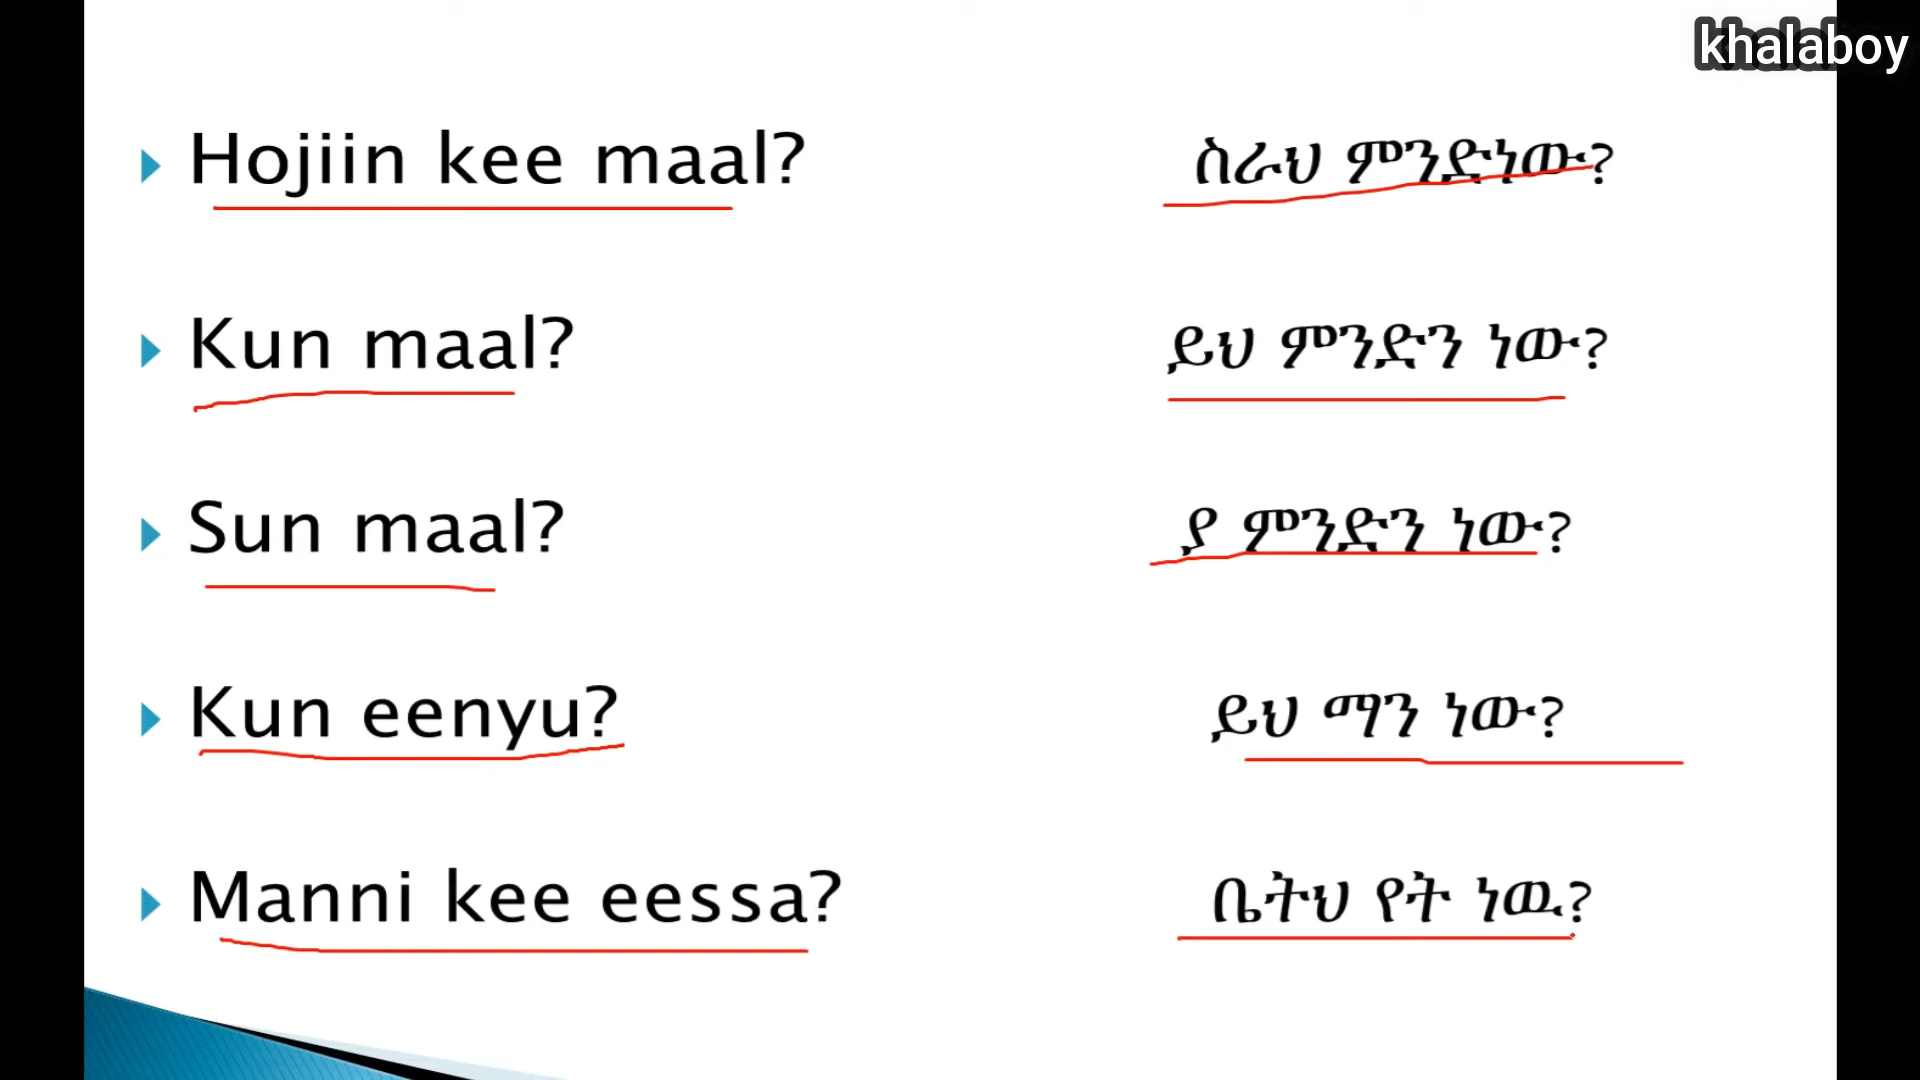 khalaboy
Hojiin kee maal? ስራህ ምንድነው?
Kun maal? ይህ ምንድን ነው?
Sun maal? ያ ምንድን ነው?
Kun eenyu? ይህ ማን ነው?
Manni kee eessa? ቤትህ የት ነዉ?